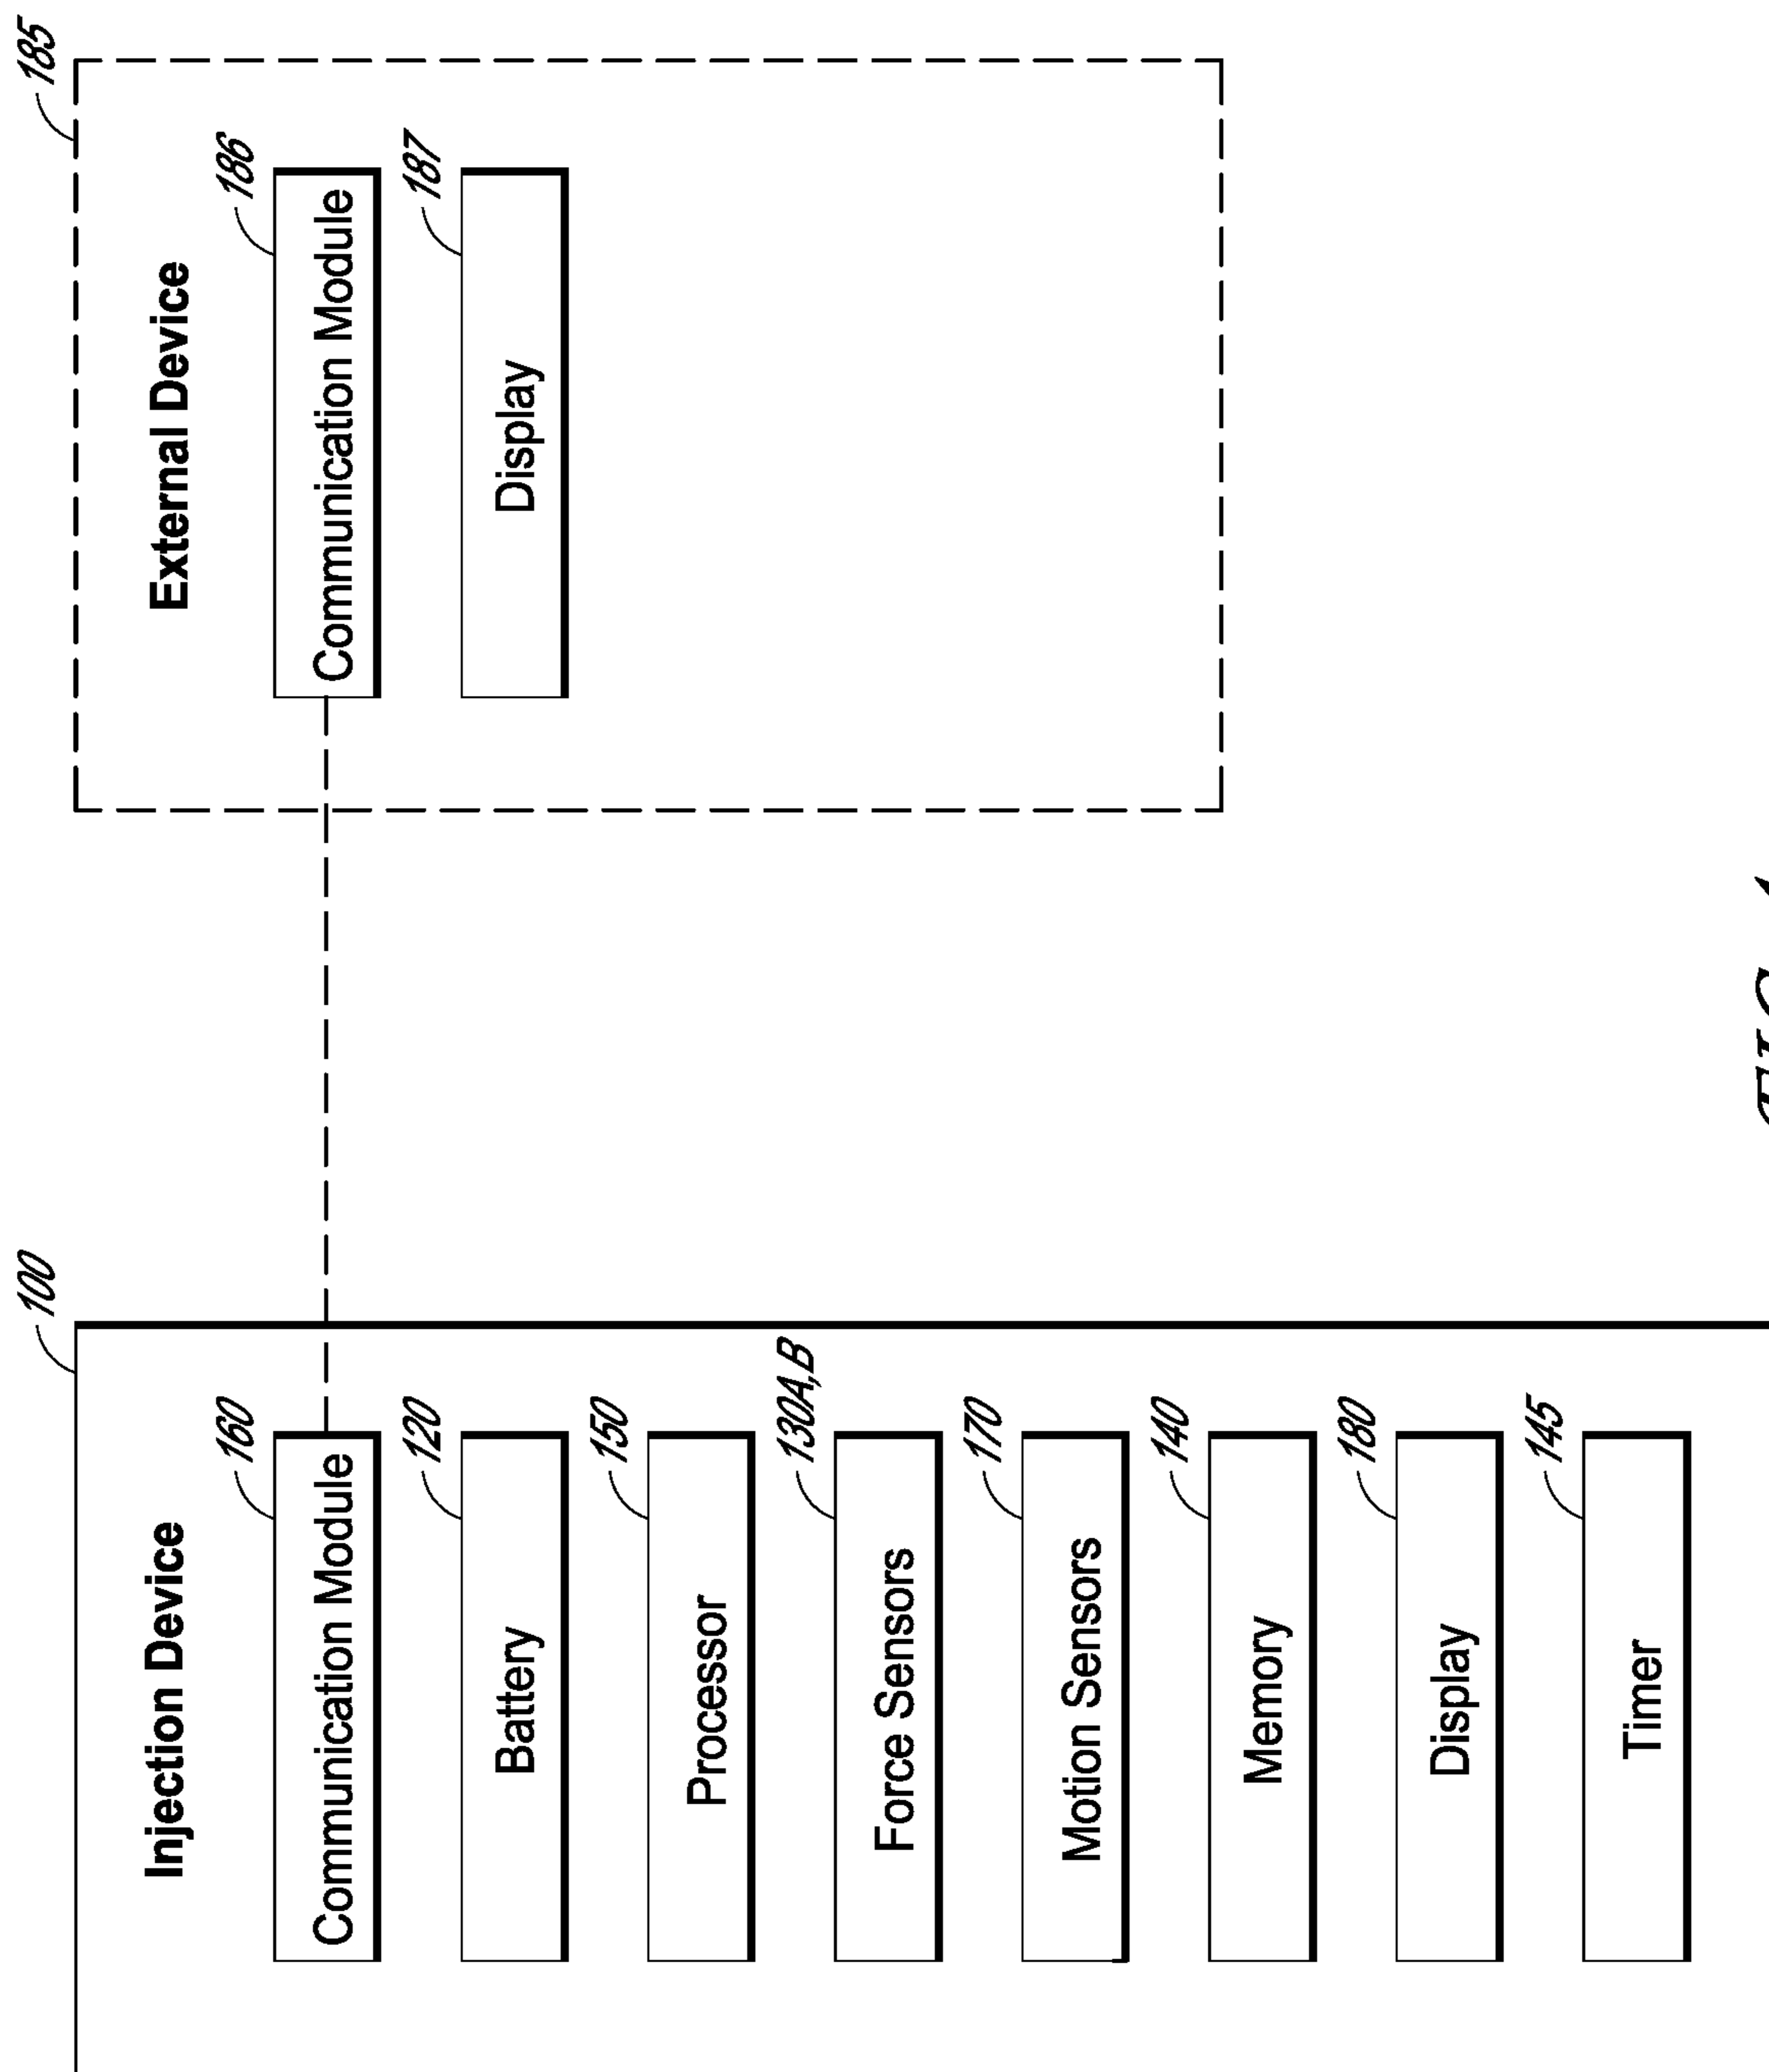 100
Injection Device
160
Communication Module
120
Battery
150
Processor
130A,B
Force Sensors
170
Motion Sensors
140
Memory
180
Display
145
Timer
185
External Device
186
Communication Module
187
Display